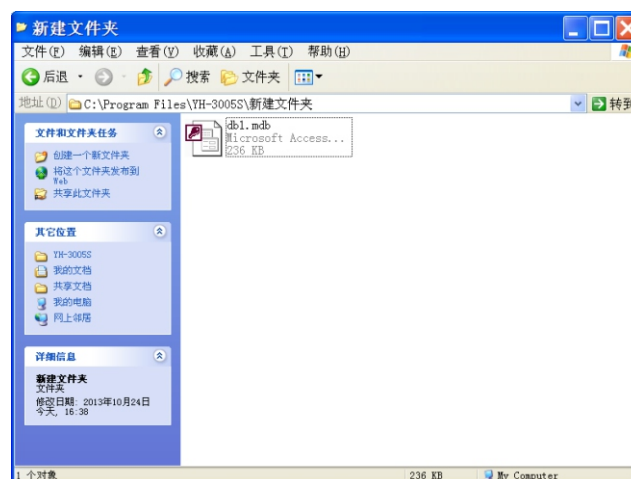 新建文件夹
文件(F) 编辑(E) 查看(V) 收藏(A) 工具(T) 帮助(H)
后退 搜索 文件夹
地址(D) C:\Program Files\YH-3005S\新建文件夹 转到
文件和文件夹任务
创建一个新文件夹
将这个文件夹发布到
Web
共享此文件夹
其它位置
YH-3005S
我的文档
共享文档
我的电脑
网上邻居
详细信息
新建文件夹
文件夹
修改日期: 2013年10月24日
今天, 16:38
db1.mdb
Microsoft Access...
236 KB
1 个对象 236 KB My Computer